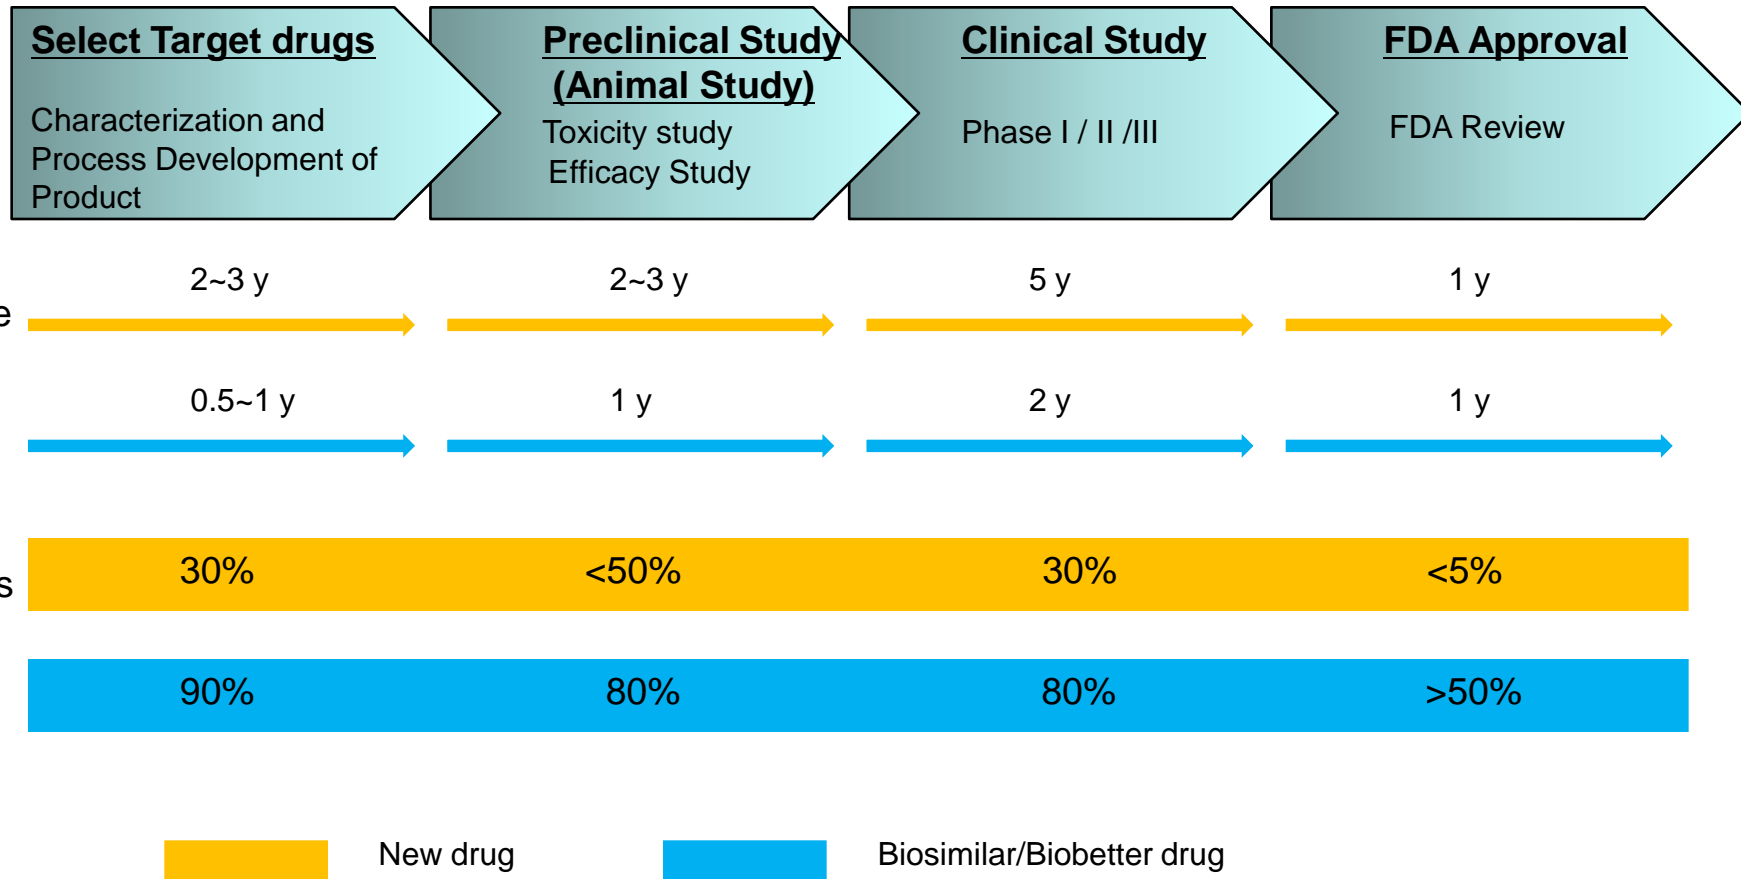 Select Target drugs
Characterization and
Process Development of
Product
Preclinical Study
(Animal Study)
Toxicity study
Efficacy Study
Clinical Study
Phase I / II /III
FDA Approval
FDA Review
2~3 y
2~3 y
5 y
1 y
e
0.5~1 y
1 y
2 y
1 y
s
30%
<50%
30%
<5%
90%
80%
80%
>50%
New drug
Biosimilar/Biobetter drug